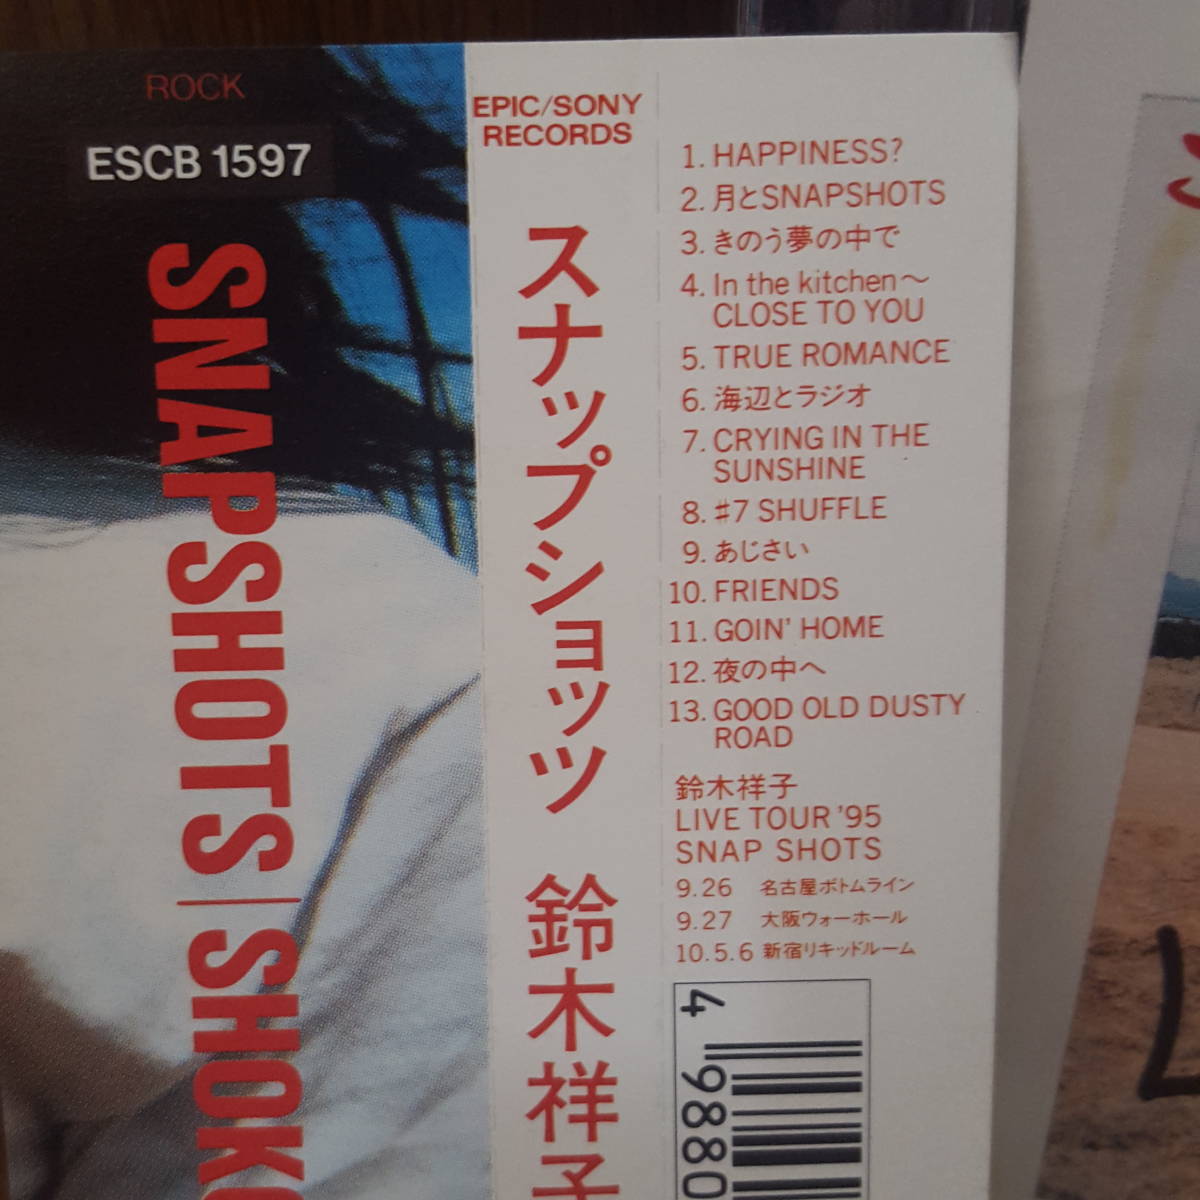 ROCK
ESCB 1597
SNAPSHOTS | SHOK
EPIC/SONY
RECORDS
スナップショッツ 鈴木祥子
1. HAPPINESS?
2. 月とSNAPSHOTS
3. きのう夢の中で
4. In the kitchen～
CLOSE TO YOU
5. TRUE ROMANCE
6. 海辺とラジオ
7. CRYING IN THE
SUNSHINE
8. #7 SHUFFLE
9. あじさい
10. FRIENDS
11. GOIN' HOME
12. 夜の中へ
13. GOOD OLD DUSTY
ROAD
鈴木祥子
LIVE TOUR '95
SNAP SHOTS
9.26 名古屋ボトムライン
9.27 大阪ウォーホール
10.5.6 新宿リキッドルーム
4 9880